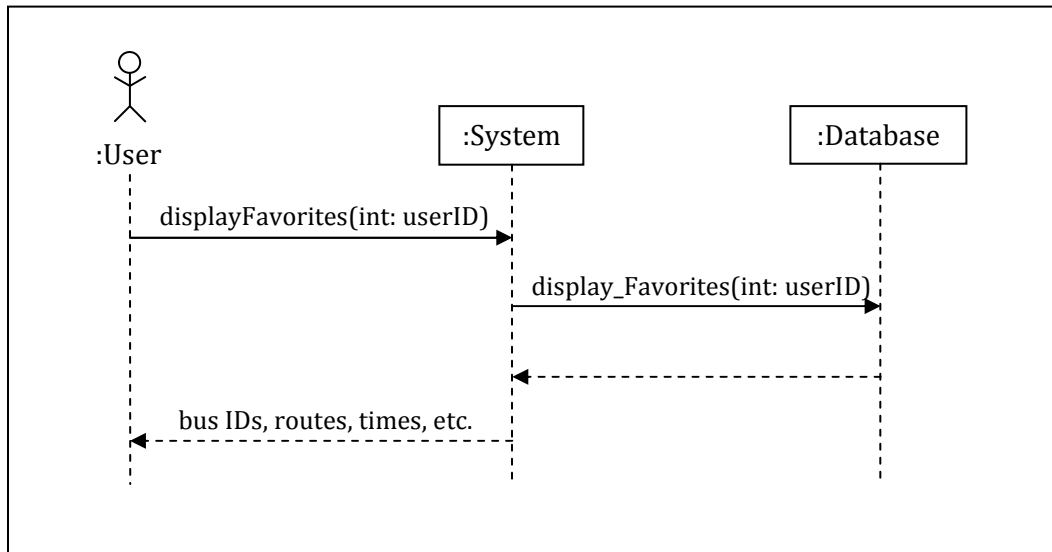 :User
:System
:Database
displayFavorites(int: userID)
display_Favorites(int: userID)
bus IDs, routes, times, etc.